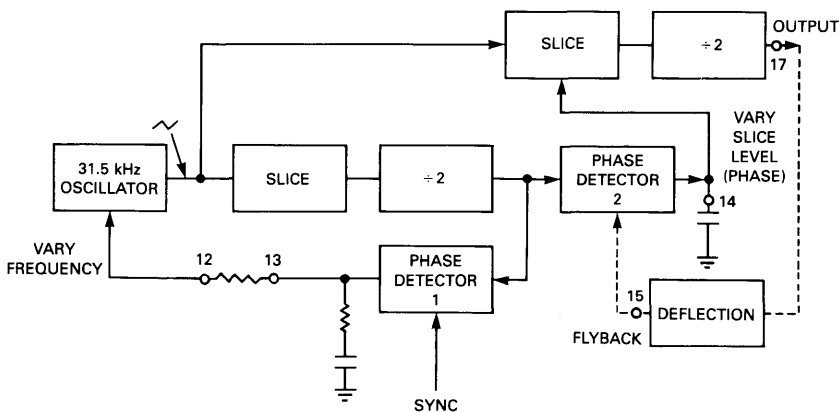 SLICE
÷2
OUTPUT
17
VARY
SLICE
LEVEL
(PHASE)
31.5 kHz
OSCILLATOR
SLICE
÷2
PHASE
DETECTOR
2
14
VARY
FREQUENCY
12
13
PHASE
DETECTOR
1
15
DEFLECTION
FLYBACK
SYNC